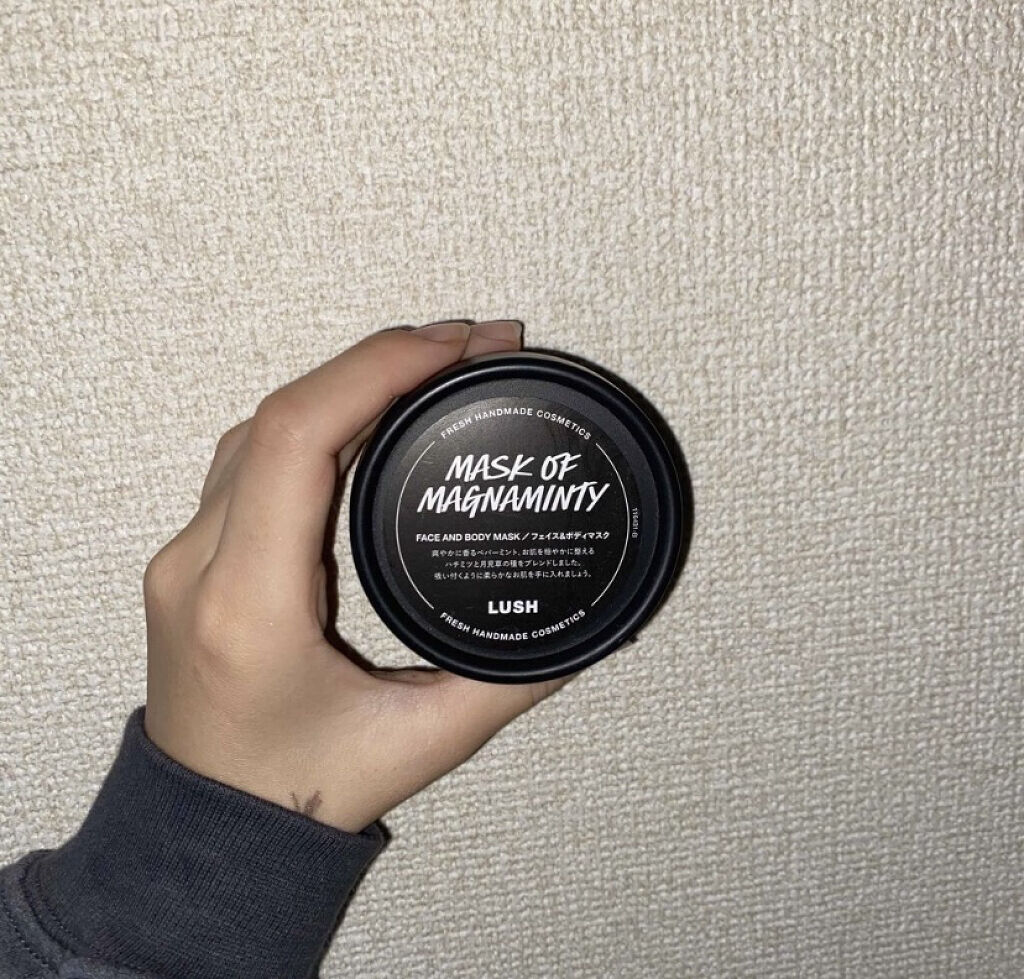 FRESH HANDMADE COSMETICS
MASK OF
MAGNAMINTY
FACE AND BODY MASK／フェイス&ボディマスク
爽やかに香るペパーミント、お肌を穏やかに整える
ハチミツと月見草の種をブレンドしました。
吸い付くように柔らかなお肌を手に入れましょう。
LUSH
FRESH HANDMADE COSMETICS